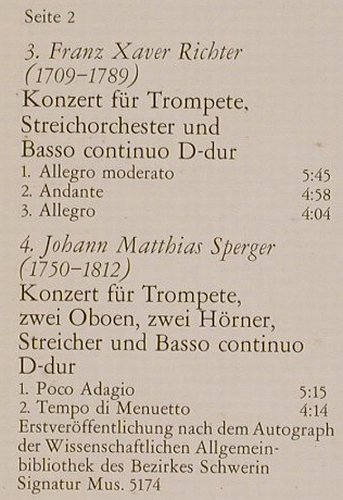 Seite 2
3. Franz Xaver Richter
(1709–1789)
Konzert für Trompete,
Streichorchester und
Basso continuo D-dur
1. Allegro moderato 5:45
2. Andante 4:58
3. Allegro 4:04
4. Johann Matthias Sperger
(1750–1812)
Konzert für Trompete,
zwei Oboen, zwei Hörner,
Streicher und Basso continuo
D-dur
1. Poco Adagio 5:15
2. Tempo di Menuetto 4:14
Erstveröffentlichung nach dem Autograph
der Wissenschaftlichen Allgemein-
bibliothek des Bezirkes Schwerin
Signatur Mus. 5174